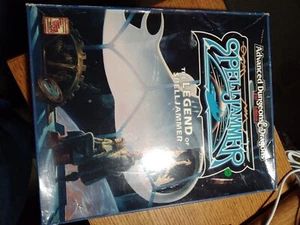 Advanced Dungeons & Dragons
SPELLJAMMER
THE LEGEND OF
SPELLJAMMER